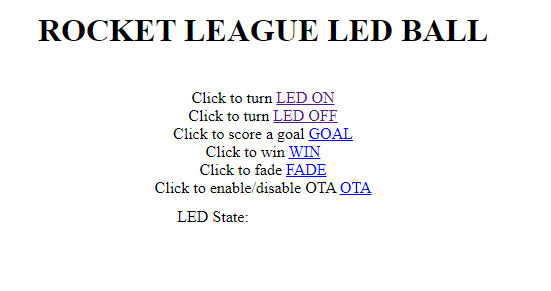 ROCKET LEAGUE LED BALL
Click to turn LED ON
Click to turn LED OFF
Click to score a goal GOAL
Click to win WIN
Click to fade FADE
Click to enable/disable OTA OTA
LED State: